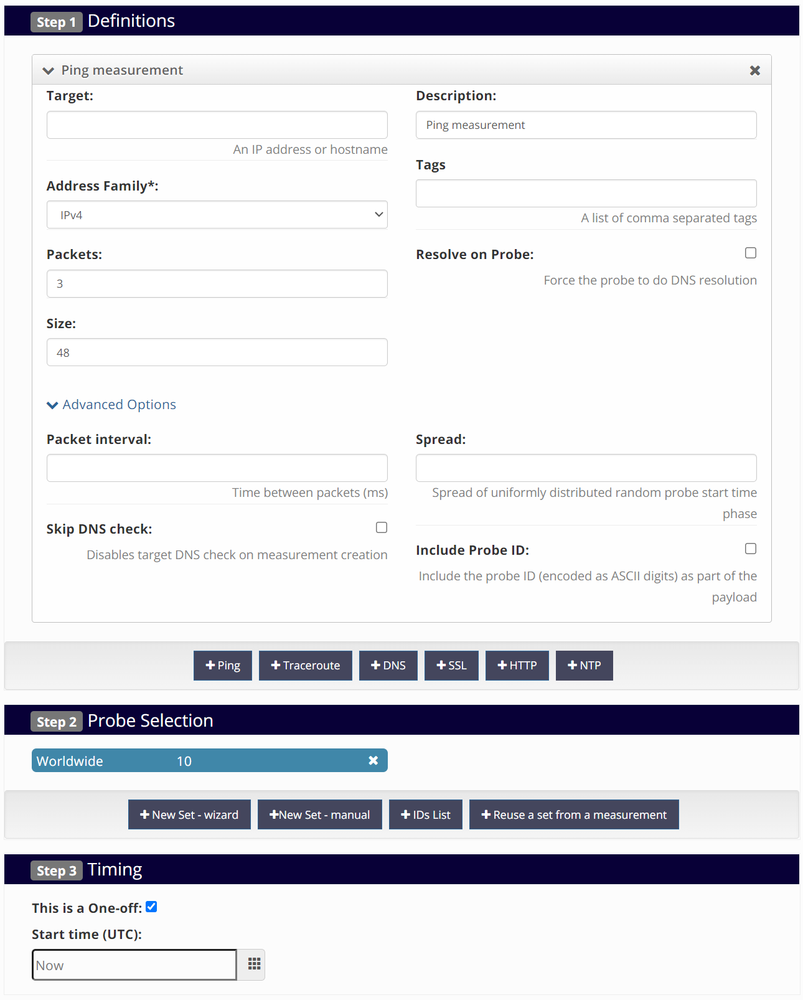 Step 1 Definitions
Ping measurement
Target:
An IP address or hostname
Address Family*:
IPv4
Packets:
3
Size:
48
Description:
Ping measurement
Tags
A list of comma separated tags
Resolve on Probe:
Force the probe to do DNS resolution
Advanced Options
Packet interval:
Time between packets (ms)
Skip DNS check:
Disables target DNS check on measurement creation
Spread:
Spread of uniformly distributed random probe start time
phase
Include Probe ID:
Include the probe ID (encoded as ASCII digits) as part of the
payload
+ Ping + Traceroute + DNS + SSL + HTTP + NTP
Step 2 Probe Selection
Worldwide 10
+ New Set - wizard +New Set - manual + IDs List + Reuse a set from a measurement
Step 3 Timing
This is a One-off:
Start time (UTC):
Now